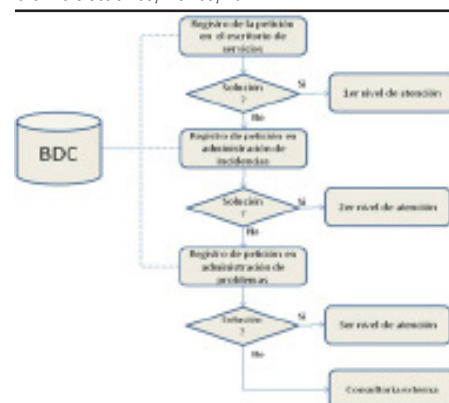 Registro de la petición
en el escritorio de
servicios
Solución
?
Si
1er nivel de atención
No
BDC
Registro de petición en
administración de
incidencias
Solución
?
Si
2er nivel de atención
No
Registro de petición en
administración de
problemas
Solución
?
Si
3er nivel de atención
No
Consultoría externa